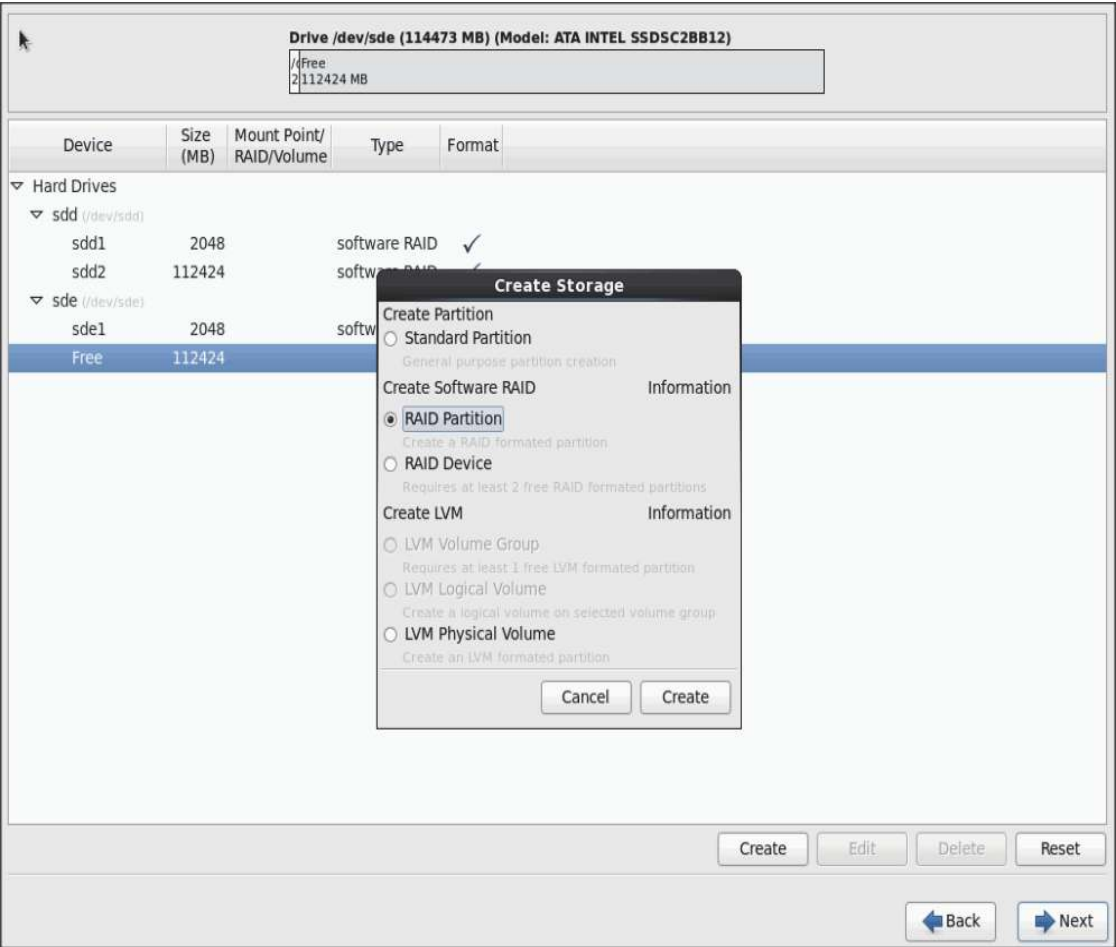 Drive /dev/sde (114473 MB) (Model: ATA INTEL SSDSC2BB12)
Free
2 112424 MB
Device Size (MB) Mount Point/ RAID/Volume Type Format
Hard Drives
sdd (/dev/sdd)
sdd1 2048 software RAID ✓
sdd2 112424 software RAID
sde (/dev/sde)
sde1 2048 softw
Free 112424
Create Storage
Create Partition
Standard Partition
General purpose partition creation
Create Software RAID Information
RAID Partition
Create a RAID formated partition
RAID Device
Requires at least 2 free RAID formated partitions
Create LVM Information
LVM Volume Group
Requires at least 1 free LVM formated partition
LVM Logical Volume
Create a logical volume on selected volume group
LVM Physical Volume
Create an LVM formated partition
Cancel Create
Create Edit Delete Reset
Back Next